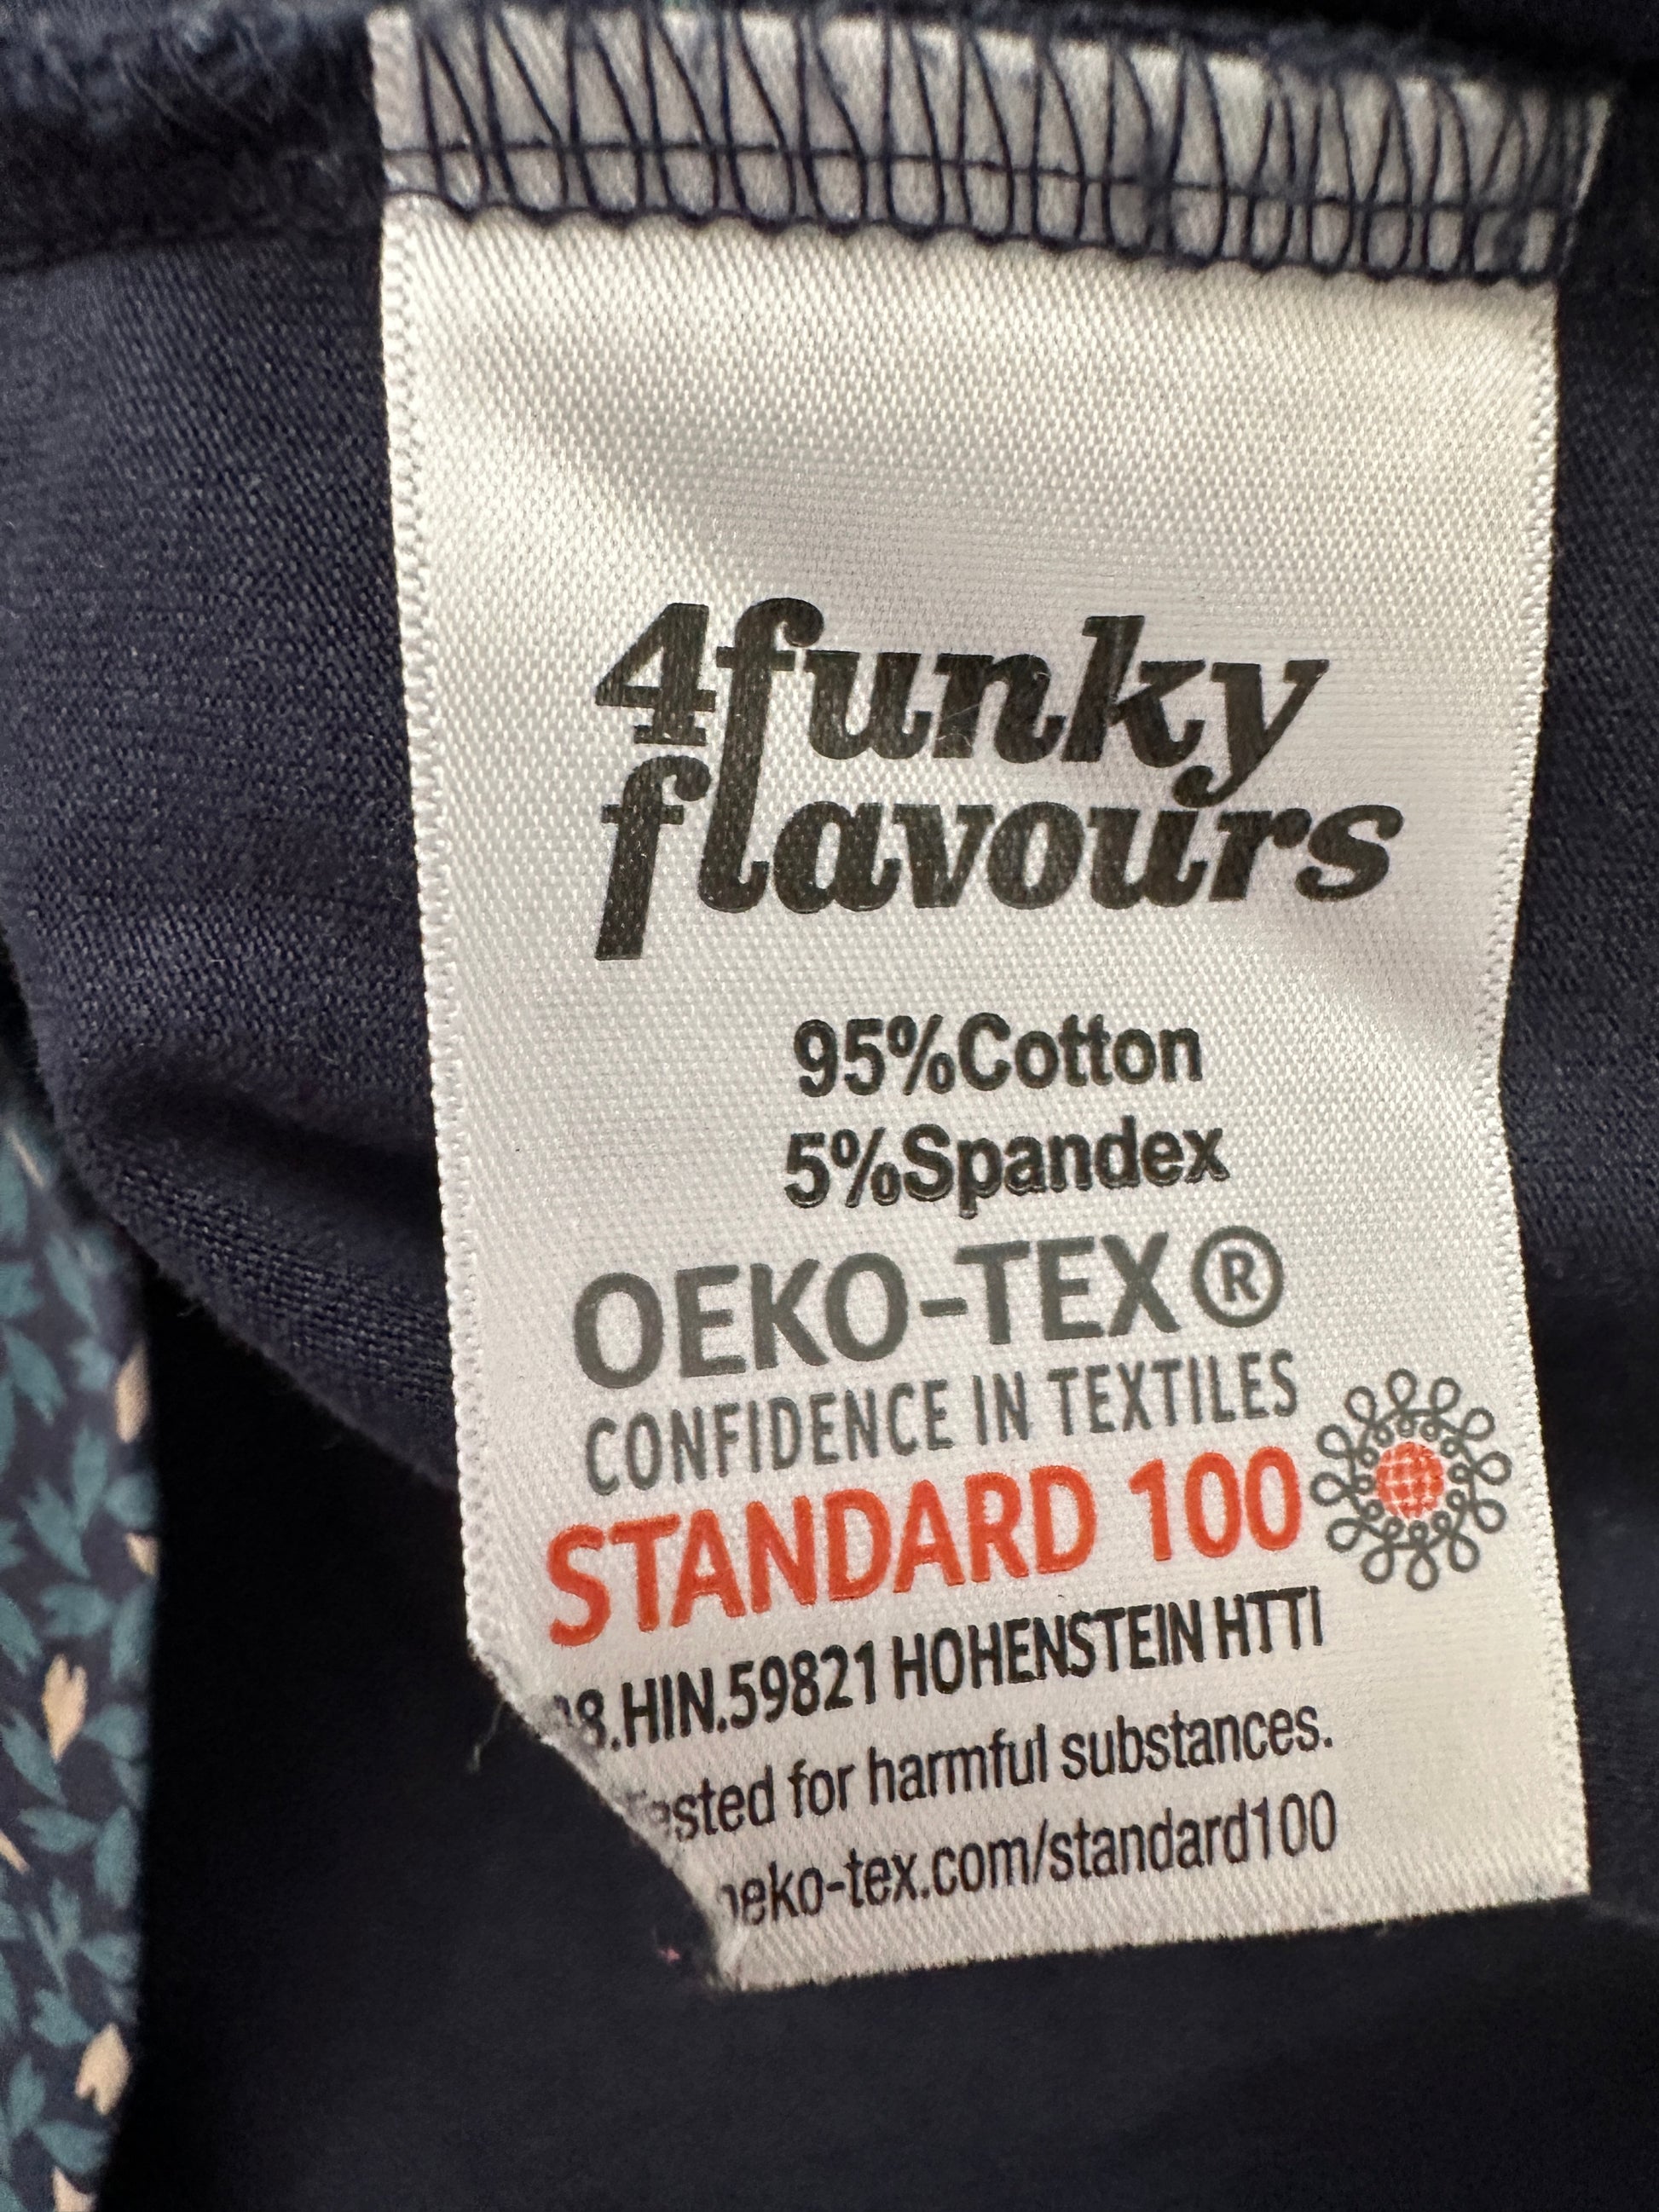 4funky
flavours
95%Cotton
5%Spandex
OEKO-TEX®
CONFIDENCE IN TEXTILES
STANDARD 100
HOHENSTEIN HTTI
for harmful substances.
oeko-tex.com/standard100